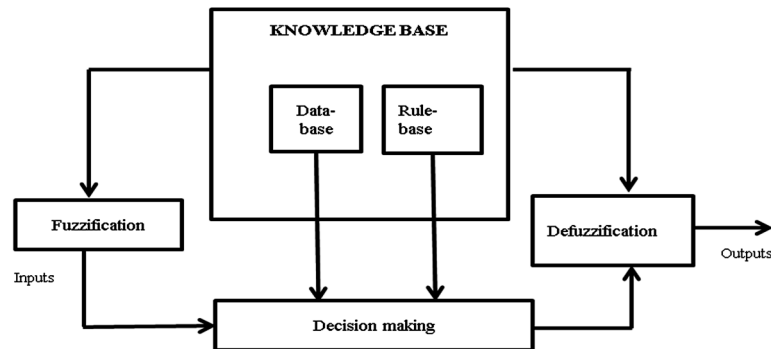 KNOWLEDGE BASE
Data-
base
Rule-
base
Fuzzification
Defuzzification
Inputs
Outputs
Decision making